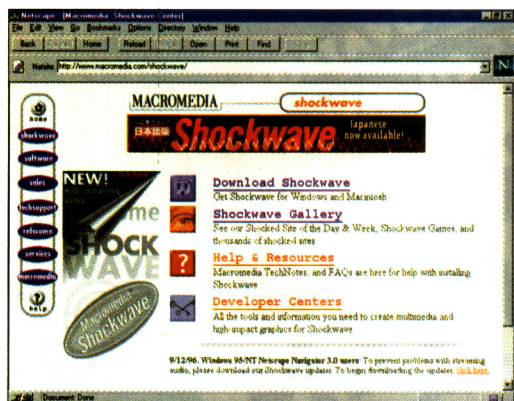 Netscape - [Macromedia: Shockwave Center]
File Edit View Go Bookmarks Options Directory Window Help
Back Home Reload Open Print Find
Netsite: http://www.macromedia.com/shockwave/
N
home
shockwave
software
sales
techsupport
reference
services
macromedia
help
MACROMEDIA shockwave
日本語版 Shockwave Japanese now available!
NEW!
with streaming
audio
SHOCK
WAVE
Macromedia
Shockwave
Download Shockwave
Get Shockwave for Windows and Macintosh
Shockwave Gallery
See our Shocked Site of the Day & Week, Shockwave Games, and
thousands of shocked sites
?
Help & Resources
Macromedia TechNotes, and FAQs are here for help with installing
Shockwave
Developer Centers
All the tools and information you need to create multimedia and
high-impact graphics for Shockwave
9/12/96. Windows 95/NT Netscape Navigator 3.0 users: To prevent problems with streaming
audio, please download our Shockwave updater. To begin downloading the updater, click here.
Document: Done